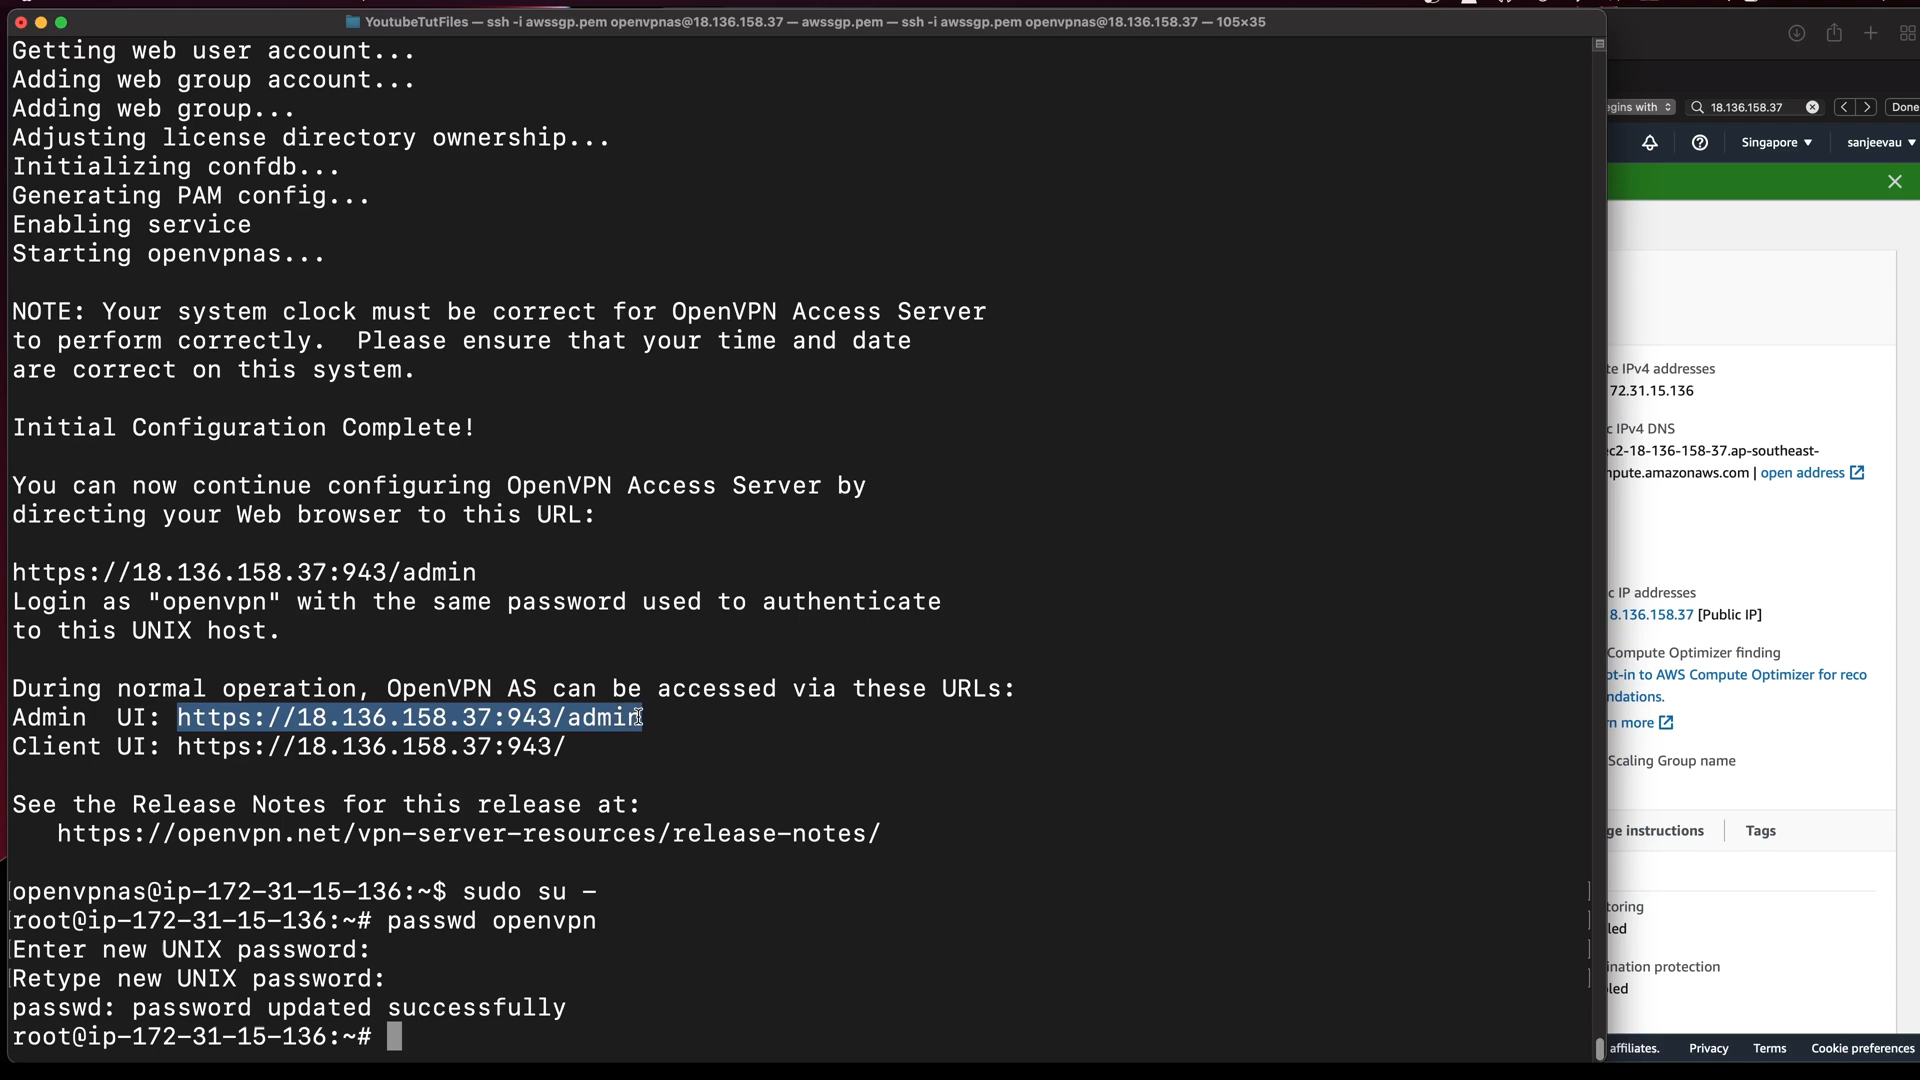 YoutubeTutFiles — ssh -i awssgp.pem openvpnas@18.136.158.37 — awssgp.pem — ssh -i awssgp.pem openvpnas@18.136.158.37 — 105×35
Getting web user account...
Adding web group account...
Adding web group...
Adjusting license directory ownership...
Initializing confdb...
Generating PAM config...
Enabling service
Starting openvpnas...
NOTE: Your system clock must be correct for OpenVPN Access Server
to perform correctly.  Please ensure that your time and date
are correct on this system.
Initial Configuration Complete!
You can now continue configuring OpenVPN Access Server by
directing your Web browser to this URL:
https://18.136.158.37:943/admin
Login as "openvpn" with the same password used to authenticate
to this UNIX host.
During normal operation, OpenVPN AS can be accessed via these URLs:
Admin  UI: https://18.136.158.37:943/admin
Client UI: https://18.136.158.37:943/
See the Release Notes for this release at:
https://openvpn.net/vpn-server-resources/release-notes/
[openvpnas@ip-172-31-15-136:~$ sudo su -
[root@ip-172-31-15-136:~# passwd openvpn
[Enter new UNIX password:
[Retype new UNIX password:
passwd: password updated successfully
root@ip-172-31-15-136:~#
egins with
18.136.158.37
Done
Singapore ▼
sanjeevau ▼
te IPv4 addresses
72.31.15.136
c IPv4 DNS
ec2-18-136-158-37.ap-southeast-
mpute.amazonaws.com | open address
c IP addresses
8.136.158.37 [Public IP]
Compute Optimizer finding
pt-in to AWS Compute Optimizer for reco
ndations.
rn more
Scaling Group name
ge instructions
Tags
toring
led
ination protection
led
affiliates.
Privacy
Terms
Cookie preferences